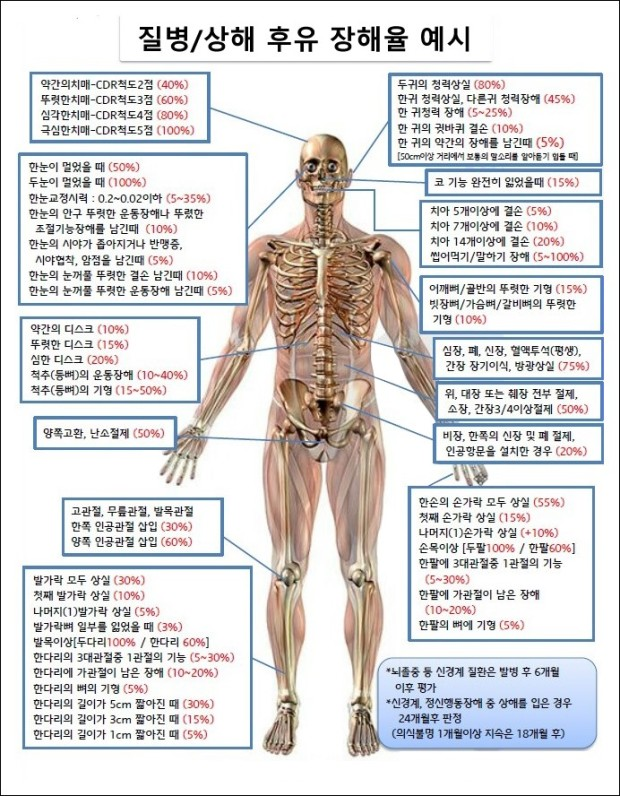 질병/상해 후유 장해율 예시
약간의치매-CDR척도2점 (40%)
뚜렷한치매-CDR척도3점 (60%)
심각한치매-CDR척도4점 (80%)
극심한치매-CDR척도5점 (100%)
두귀의 청력상실 (80%)
한귀 청력상실, 다른귀 청력장해 (45%)
한 귀청력 장해 (5~25%)
한 귀의 귓바퀴 결손 (10%)
한 귀의 약간의 장해를 남긴때 (5%)
[50cm이상 거리에서 보통의 말소리를 알아듣기 힘들 때]
한눈이 멀었을 때 (50%)
두눈이 멀었을 때 (100%)
한눈교정시력 : 0.2~0.02이하 (5~35%)
한눈의 안구 뚜렷한 운동장해나 뚜렸한
조절기능장해를 남긴때 (10%)
한눈의 시야가 좁아지거나 반맹중,
시야협착, 암점을 남긴때 (5%)
한눈의 눈꺼풀 뚜렷한 결손 남긴때 (10%)
한눈의 눈꺼풀 뚜렷한 운동장해 남긴때 (5%)
코 기능 완전히 잃었을때 (15%)
치아 5개이상에 결손 (5%)
치아 7개이상에 결손 (10%)
치아 14개이상에 결손 (20%)
씹어먹기/말하기 장해 (5~100%)
어깨뼈/골반의 뚜렷한 기형 (15%)
빗장뼈/가슴뼈/갈비뼈의 뚜렷한
기형 (10%)
약간의 디스크 (10%)
뚜렷한 디스크 (15%)
심한 디스크 (20%)
척추(등뼈)의 운동장해 (10~40%)
척추(등뼈)의 기형 (15~50%)
심장, 폐, 신장, 혈액투석(평생),
간장 장기이식, 방광상실 (75%)
위, 대장 또는 췌장 전부 절제,
소장, 간장3/4이상절제 (50%)
양쪽고환, 난소절제 (50%)
비장, 한쪽의 신장 및 폐 절제,
인공항문을 설치한 경우 (20%)
고관절, 무릎관절, 발목관절
한쪽 인공관절 삽입 (30%)
양쪽 인공관절 삽입 (60%)
한손의 손가락 모두 상실 (55%)
첫째 손가락 상실 (15%)
나머지(1)손가락 상실 (+10%)
손목이상 [두팔100% / 한팔60%]
한팔에 3대관절중 1관절의 기능
(5~30%)
한팔에 가관절이 남은 장해
(10~20%)
한팔의 뼈에 기형 (5%)
발가락 모두 상실 (30%)
첫째 발가락 상실 (10%)
나머지(1)발가락 상실 (5%)
발가락뼈 일부를 잃었을 때 (3%)
발목이상[두다리100% / 한다리 60%]
한다리의 3대관절중 1관절의 기능 (5~30%)
한다리에 가관절이 남은 장해 (10~20%)
한다리의 뼈의 기형 (5%)
한다리의 길이가 5cm 짧아진 때 (30%)
한다리의 길이가 3cm 짧아진 때 (15%)
한다리의 길이가 1cm 짧아진 때 (5%)
*뇌졸중 등 신경계 질환은 발병 후 6개월
이후 평가
*신경계, 정신행동장해 중 상해를 입은 경우
24개월후 판정
(의식불명 1개월이상 지속은 18개월 후)